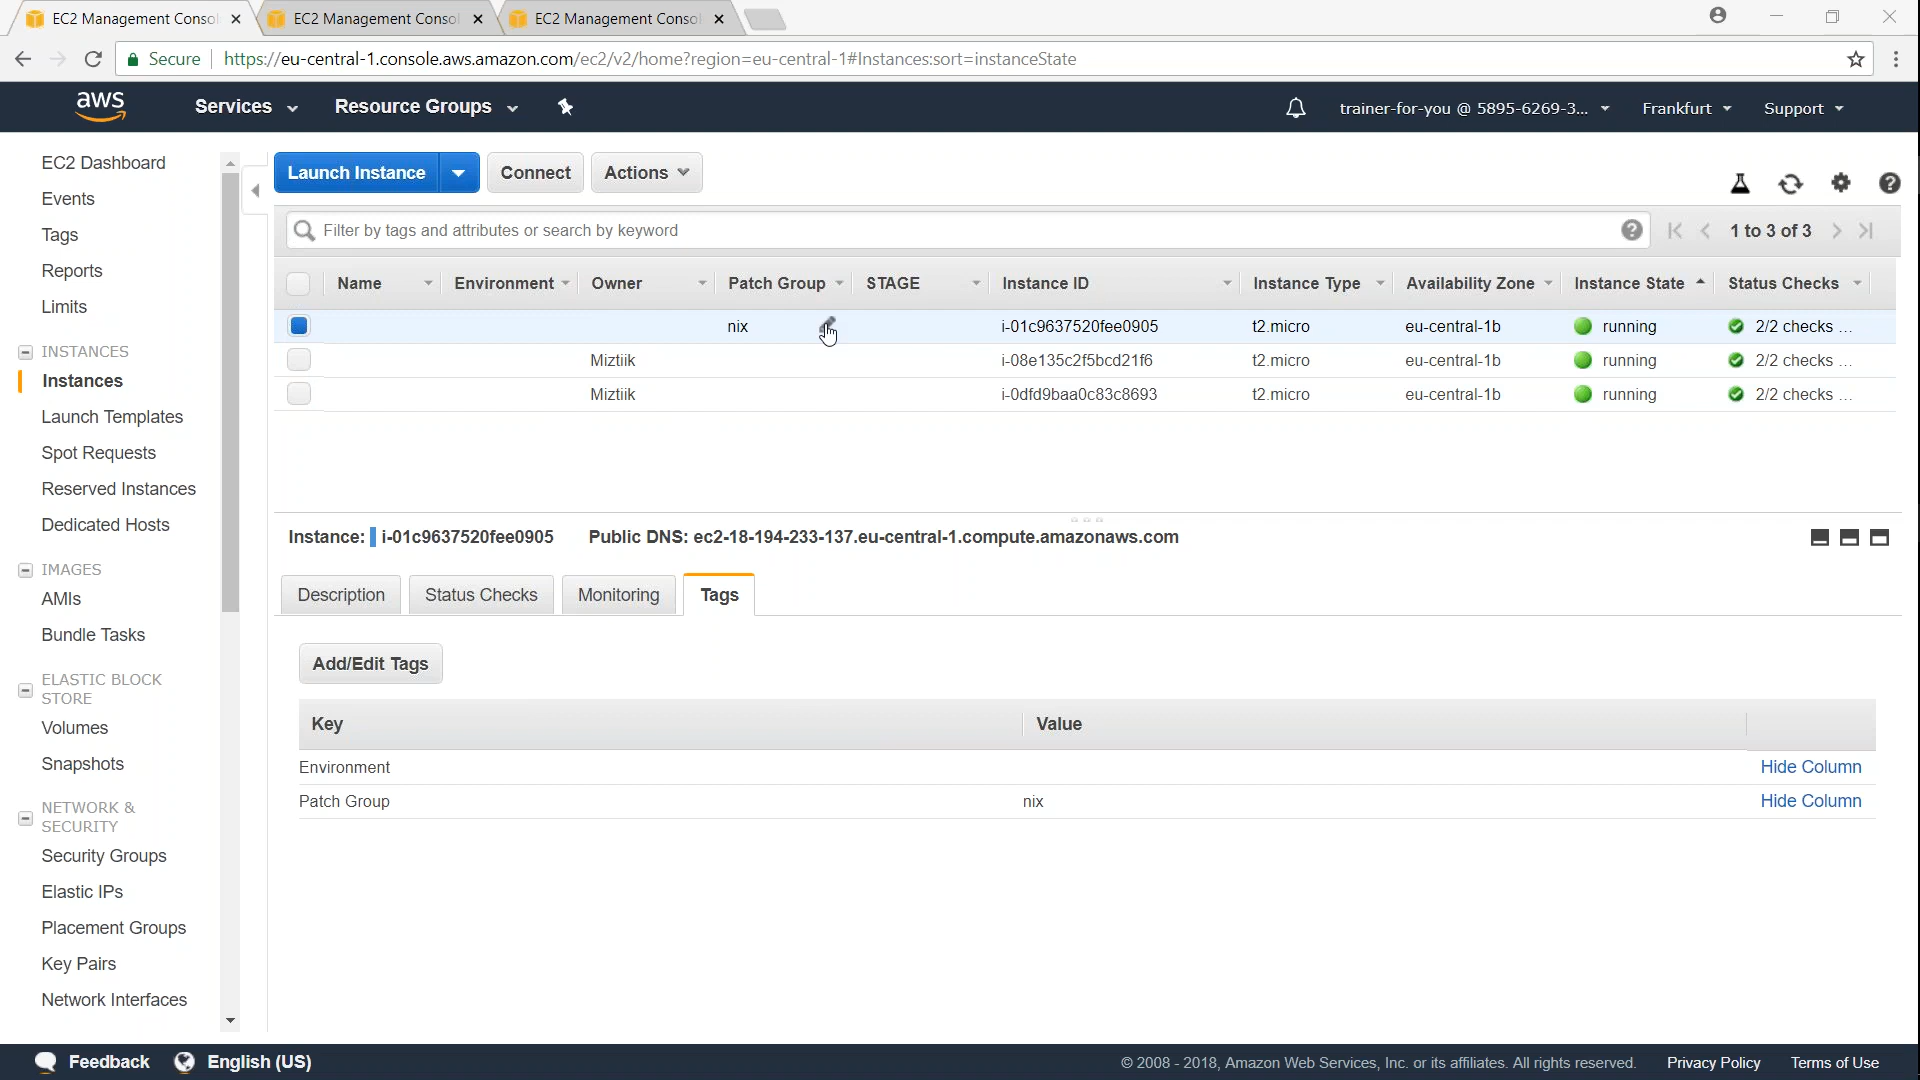 EC2 Management Consol
EC2 Management Consol
EC2 Management Consol
Secure
https://eu-central-1.console.aws.amazon.com/ec2/v2/home?region=eu-central-1#Instances:sort=instanceState
aws
Services
Resource Groups
trainer-for-you @ 5895-6269-3...
Frankfurt
Support
EC2 Dashboard
Events
Tags
Reports
Limits
INSTANCES
Instances
Launch Templates
Spot Requests
Reserved Instances
Dedicated Hosts
IMAGES
AMIs
Bundle Tasks
ELASTIC BLOCK
STORE
Volumes
Snapshots
NETWORK &
SECURITY
Security Groups
Elastic IPs
Placement Groups
Key Pairs
Network Interfaces
Launch Instance
Connect
Actions
Filter by tags and attributes or search by keyword
1 to 3 of 3
Name Environment Owner Patch Group STAGE Instance ID Instance Type Availability Zone Instance State Status Checks
nix i-01c9637520fee0905 t2.micro eu-central-1b running 2/2 checks ...
Miztiik i-08e135c2f5bcd21f6 t2.micro eu-central-1b running 2/2 checks ...
Miztiik i-0dfd9baa0c83c8693 t2.micro eu-central-1b running 2/2 checks ...
Instance: i-01c9637520fee0905 Public DNS: ec2-18-194-233-137.eu-central-1.compute.amazonaws.com
Description
Status Checks
Monitoring
Tags
Add/Edit Tags
Key Value
Environment Hide Column
Patch Group nix Hide Column
Feedback
English (US)
© 2008 - 2018, Amazon Web Services, Inc. or its affiliates. All rights reserved.
Privacy Policy
Terms of Use